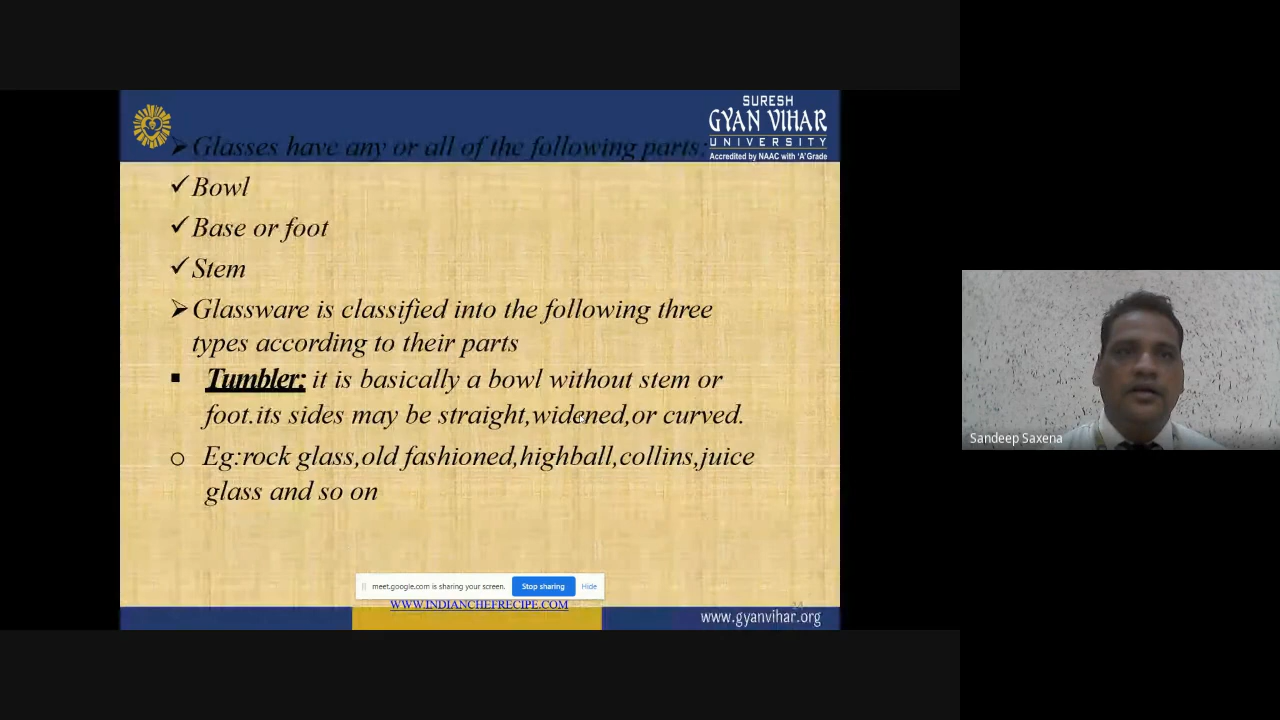 SURESH
GYAN VIHAR
UNIVERSITY
Accredited by NAAC with 'A' Grade
Glasses have any or all of the following parts:
Bowl
Base or foot
Stem
Glassware is classified into the following three
types according to their parts
Tumbler: it is basically a bowl without stem or
foot.its sides may be straight,widened,or curved.
Eg:rock glass,old fashioned,highball,collins,juice
glass and so on
meet.google.com is sharing your screen. Stop sharing Hide
WWW.INDIANCHEFRECIPE.COM
www.gyanvihar.org
Sandeep Saxena